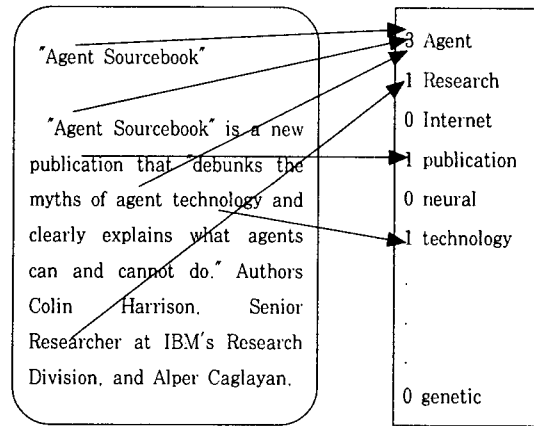 "Agent Sourcebook"
"Agent Sourcebook" is a new
publication that "debunks the
myths of agent technology and
clearly explains what agents
can and cannot do." Authors
Colin Harrison, Senior
Researcher at IBM's Research
Division, and Alper Caglayan,
3 Agent
1 Research
0 Internet
1 publication
0 neural
1 technology
.
.
.
0 genetic